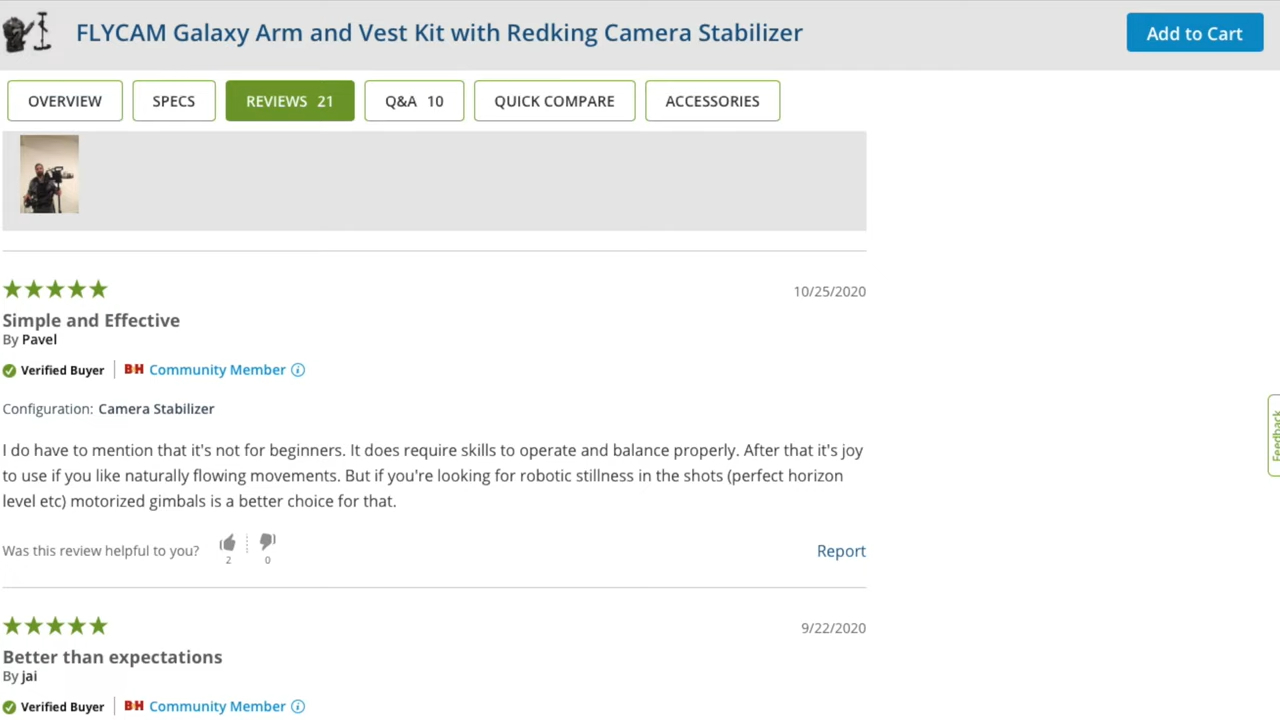 FLYCAM Galaxy Arm and Vest Kit with Redking Camera Stabilizer
Add to Cart
OVERVIEW
SPECS
REVIEWS 21
Q&A 10
QUICK COMPARE
ACCESSORIES
10/25/2020
Simple and Effective
By Pavel
Verified Buyer
BH Community Member
Configuration: Camera Stabilizer
I do have to mention that it's not for beginners. It does require skills to operate and balance properly. After that it's joy
to use if you like naturally flowing movements. But if you're looking for robotic stillness in the shots (perfect horizon
level etc) motorized gimbals is a better choice for that.
Was this review helpful to you?
2
0
Report
Feedback
9/22/2020
Better than expectations
By jai
Verified Buyer
BH Community Member